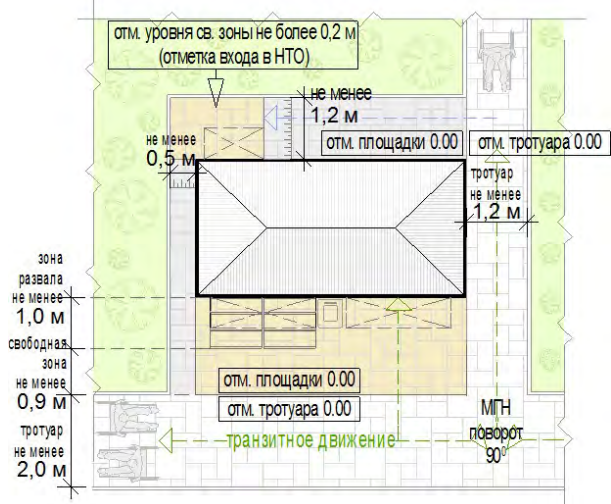 отм. уровня св. зоны не более 0,2 м
(отметка входа в НТО)
не менее
1,2 м
не менее
0,5 м
отм. площадки 0.00
отм. тротуара 0.00
тротуар
не менее
1,2 м
зона
развала
не менее
1,0 м
свободная
зона
не менее
0,9 м
тротуар
не менее
2,0 м
отм. площадки 0.00
отм. тротуара 0.00
транзитное движение
МГН
поворот
90°